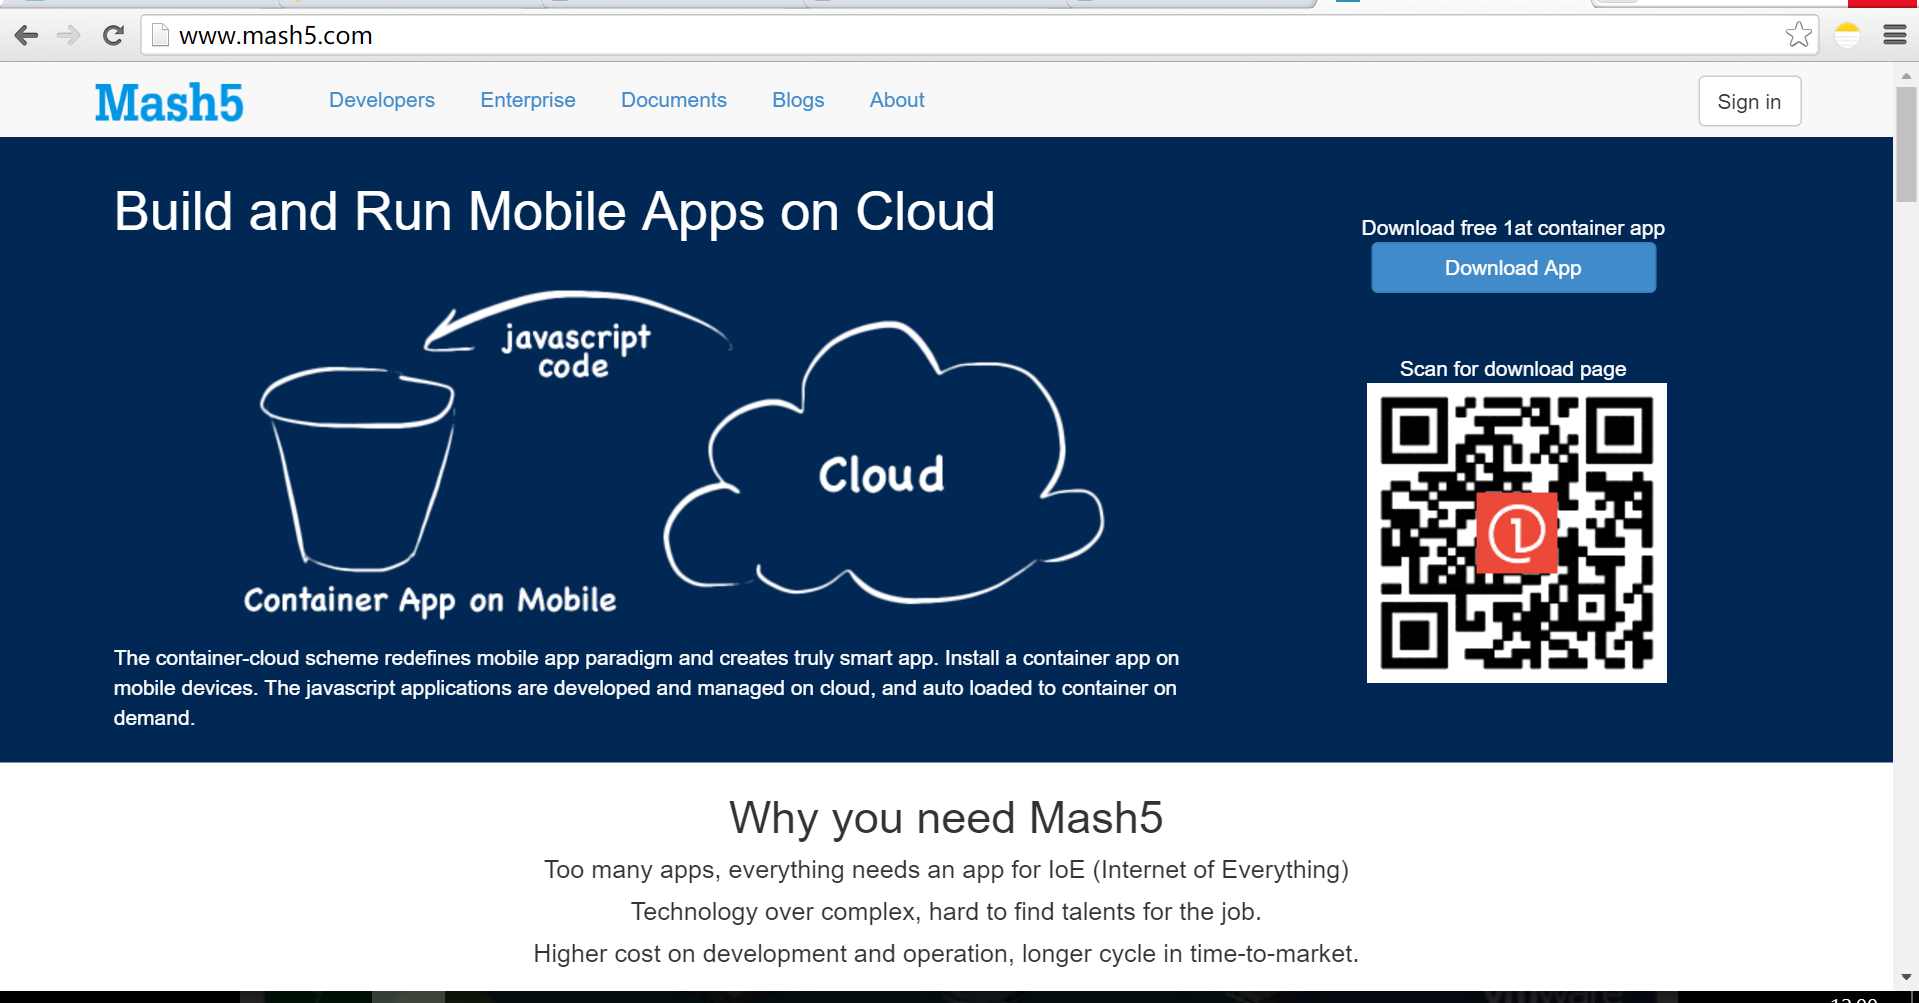 www.mash5.com
Mash5
Developers
Enterprise
Documents
Blogs
About
Sign in
Build and Run Mobile Apps on Cloud
Download free 1at container app
Download App
javascript
code
Cloud
Container App on Mobile
Scan for download page
The container-cloud scheme redefines mobile app paradigm and creates truly smart app. Install a container app on
mobile devices. The javascript applications are developed and managed on cloud, and auto loaded to container on
demand.
Why you need Mash5
Too many apps, everything needs an app for IoE (Internet of Everything)
Technology over complex, hard to find talents for the job.
Higher cost on development and operation, longer cycle in time-to-market.